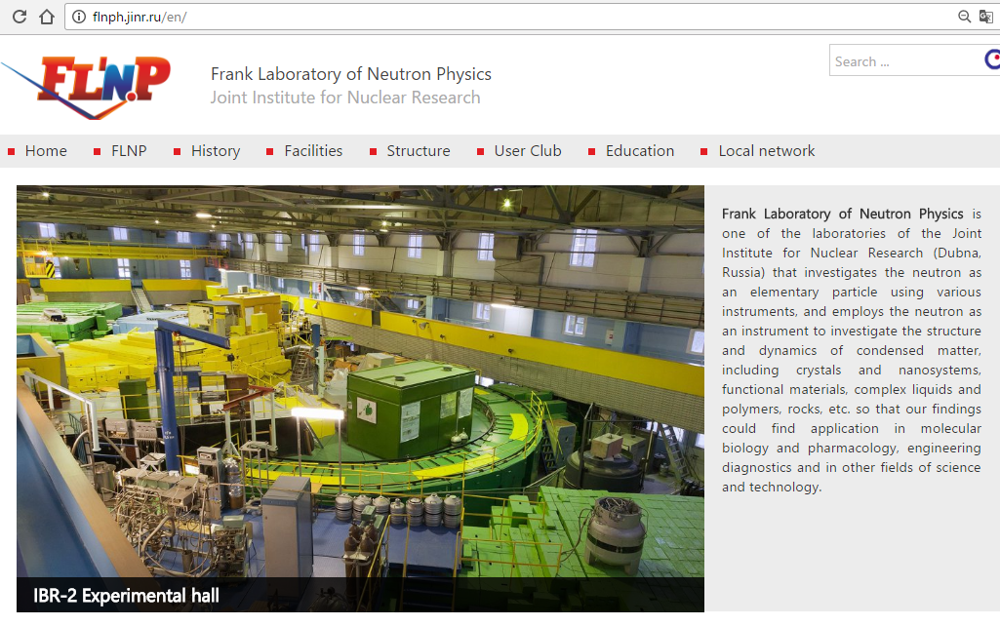 flnph.jinr.ru/en/
FLNP
Frank Laboratory of Neutron Physics
Joint Institute for Nuclear Research
Search ...
Home FLNP History Facilities Structure User Club Education Local network
Frank Laboratory of Neutron Physics is
one of the laboratories of the Joint
Institute for Nuclear Research (Dubna,
Russia) that investigates the neutron as
an elementary particle using various
instruments, and employs the neutron as
an instrument to investigate the structure
and dynamics of condensed matter,
including crystals and nanosystems,
functional materials, complex liquids and
polymers, rocks, etc. so that our findings
could find application in molecular
biology and pharmacology, engineering
diagnostics and in other fields of science
and technology.
IBR-2 Experimental hall